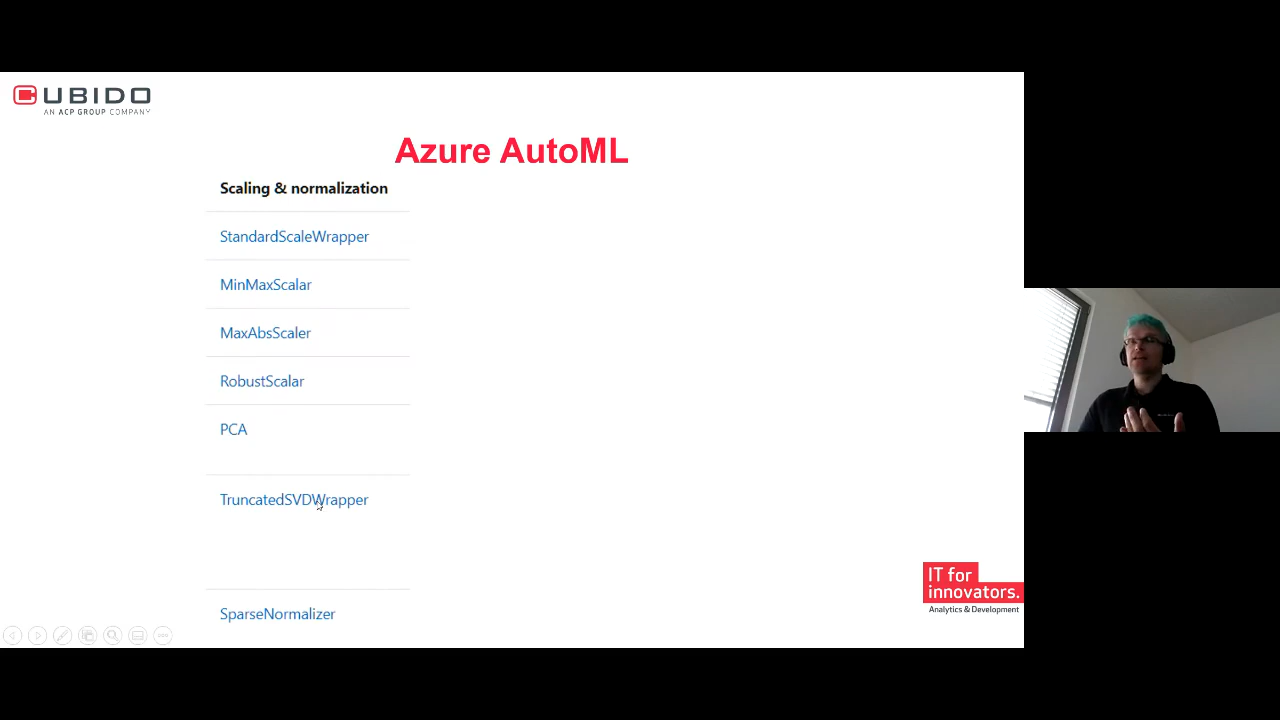 CUBIDO
AN ACP GROUP COMPANY
Azure AutoML
Scaling & normalization
StandardScaleWrapper
MinMaxScalar
MaxAbsScaler
RobustScalar
PCA
TruncatedSVDWrapper
SparseNormalizer
IT for
innovators.
Analytics & Development